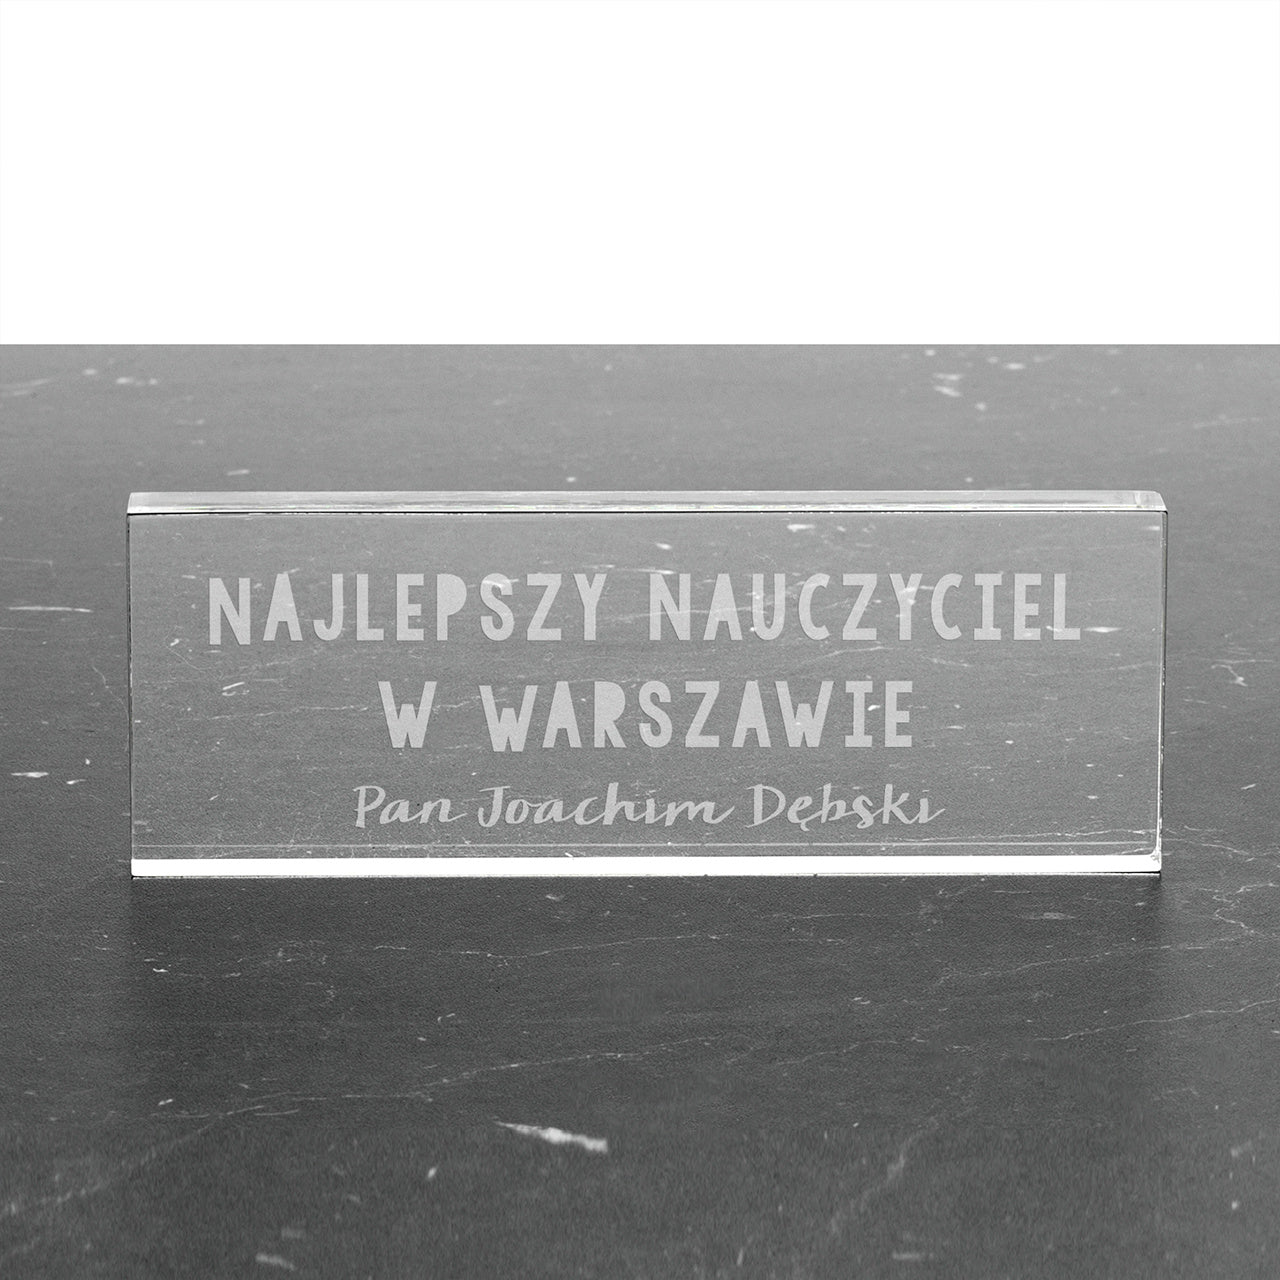 NAJLEPSZY NAUCZYCIEL
W WARSZAWIE
Pan Joachim Dębski